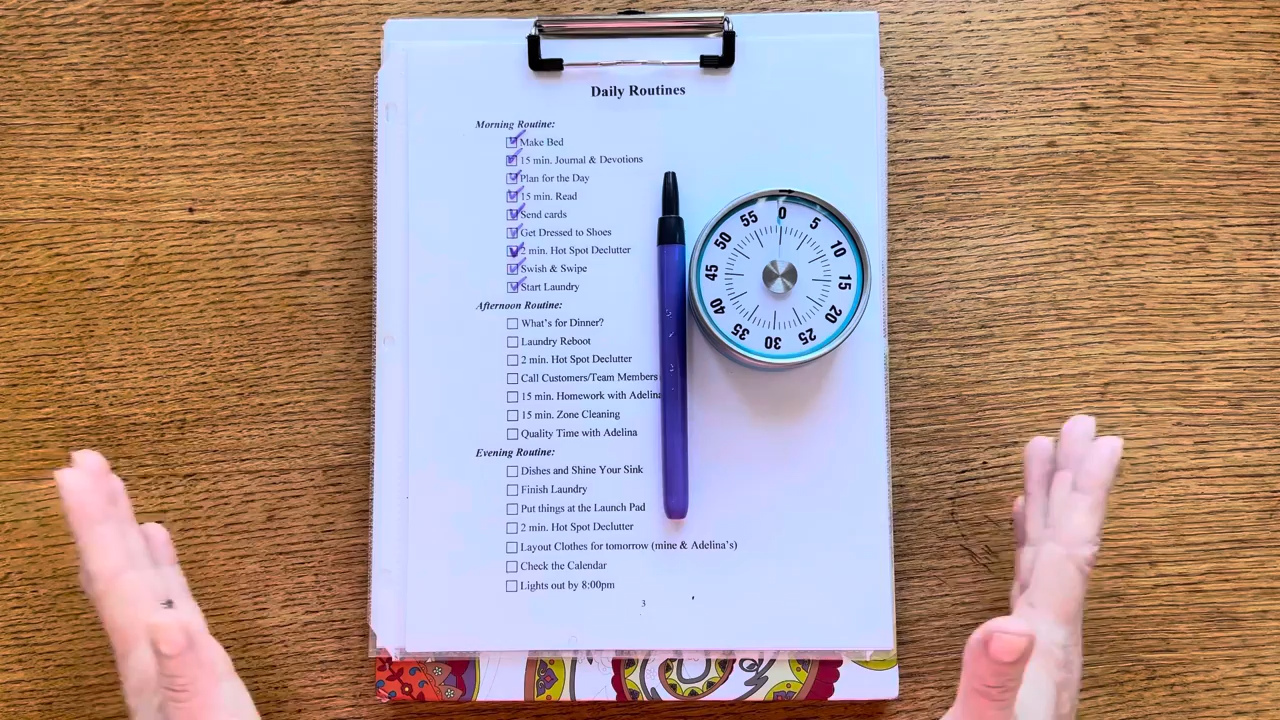 Daily Routines
Morning Routine:
Make Bed
15 min. Journal & Devotions
Plan for the Day
15 min. Read
Send cards
Get Dressed to Shoes
2 min. Hot Spot Declutter
Swish & Swipe
Start Laundry
Afternoon Routine:
What's for Dinner?
Laundry Reboot
2 min. Hot Spot Declutter
Call Customers/Team Members
15 min. Homework with Adelina
15 min. Zone Cleaning
Quality Time with Adelina
Evening Routine:
Dishes and Shine Your Sink
Finish Laundry
Put things at the Launch Pad
2 min. Hot Spot Declutter
Layout Clothes for tomorrow (mine & Adelina's)
Check the Calendar
Lights out by 8:00pm
3
0
5
10
15
20
25
30
35
40
45
50
55